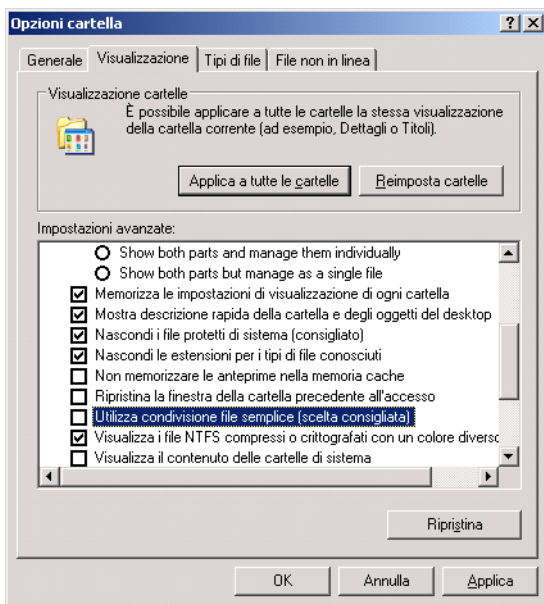 Opzioni cartella
Generale Visualizzazione Tipi di file File non in linea
Visualizzazione cartelle
È possibile applicare a tutte le cartelle la stessa visualizzazione
della cartella corrente (ad esempio, Dettagli o Titoli).
Applica a tutte le cartelle Reimposta cartelle
Impostazioni avanzate:
Show both parts and manage them individually
Show both parts but manage as a single file
Memorizza le impostazioni di visualizzazione di ogni cartella
Mostra descrizione rapida della cartella e degli oggetti del desktop
Nascondi i file protetti di sistema (consigliato)
Nascondi le estensioni per i tipi di file conosciuti
Non memorizzare le anteprime nella memoria cache
Ripristina la finestra della cartella precedente all'accesso
Utilizza condivisione file semplice (scelta consigliata)
Visualizza i file NTFS compressi o crittografati con un colore diverso
Visualizza il contenuto delle cartelle di sistema
Ripristina
OK Annulla Applica